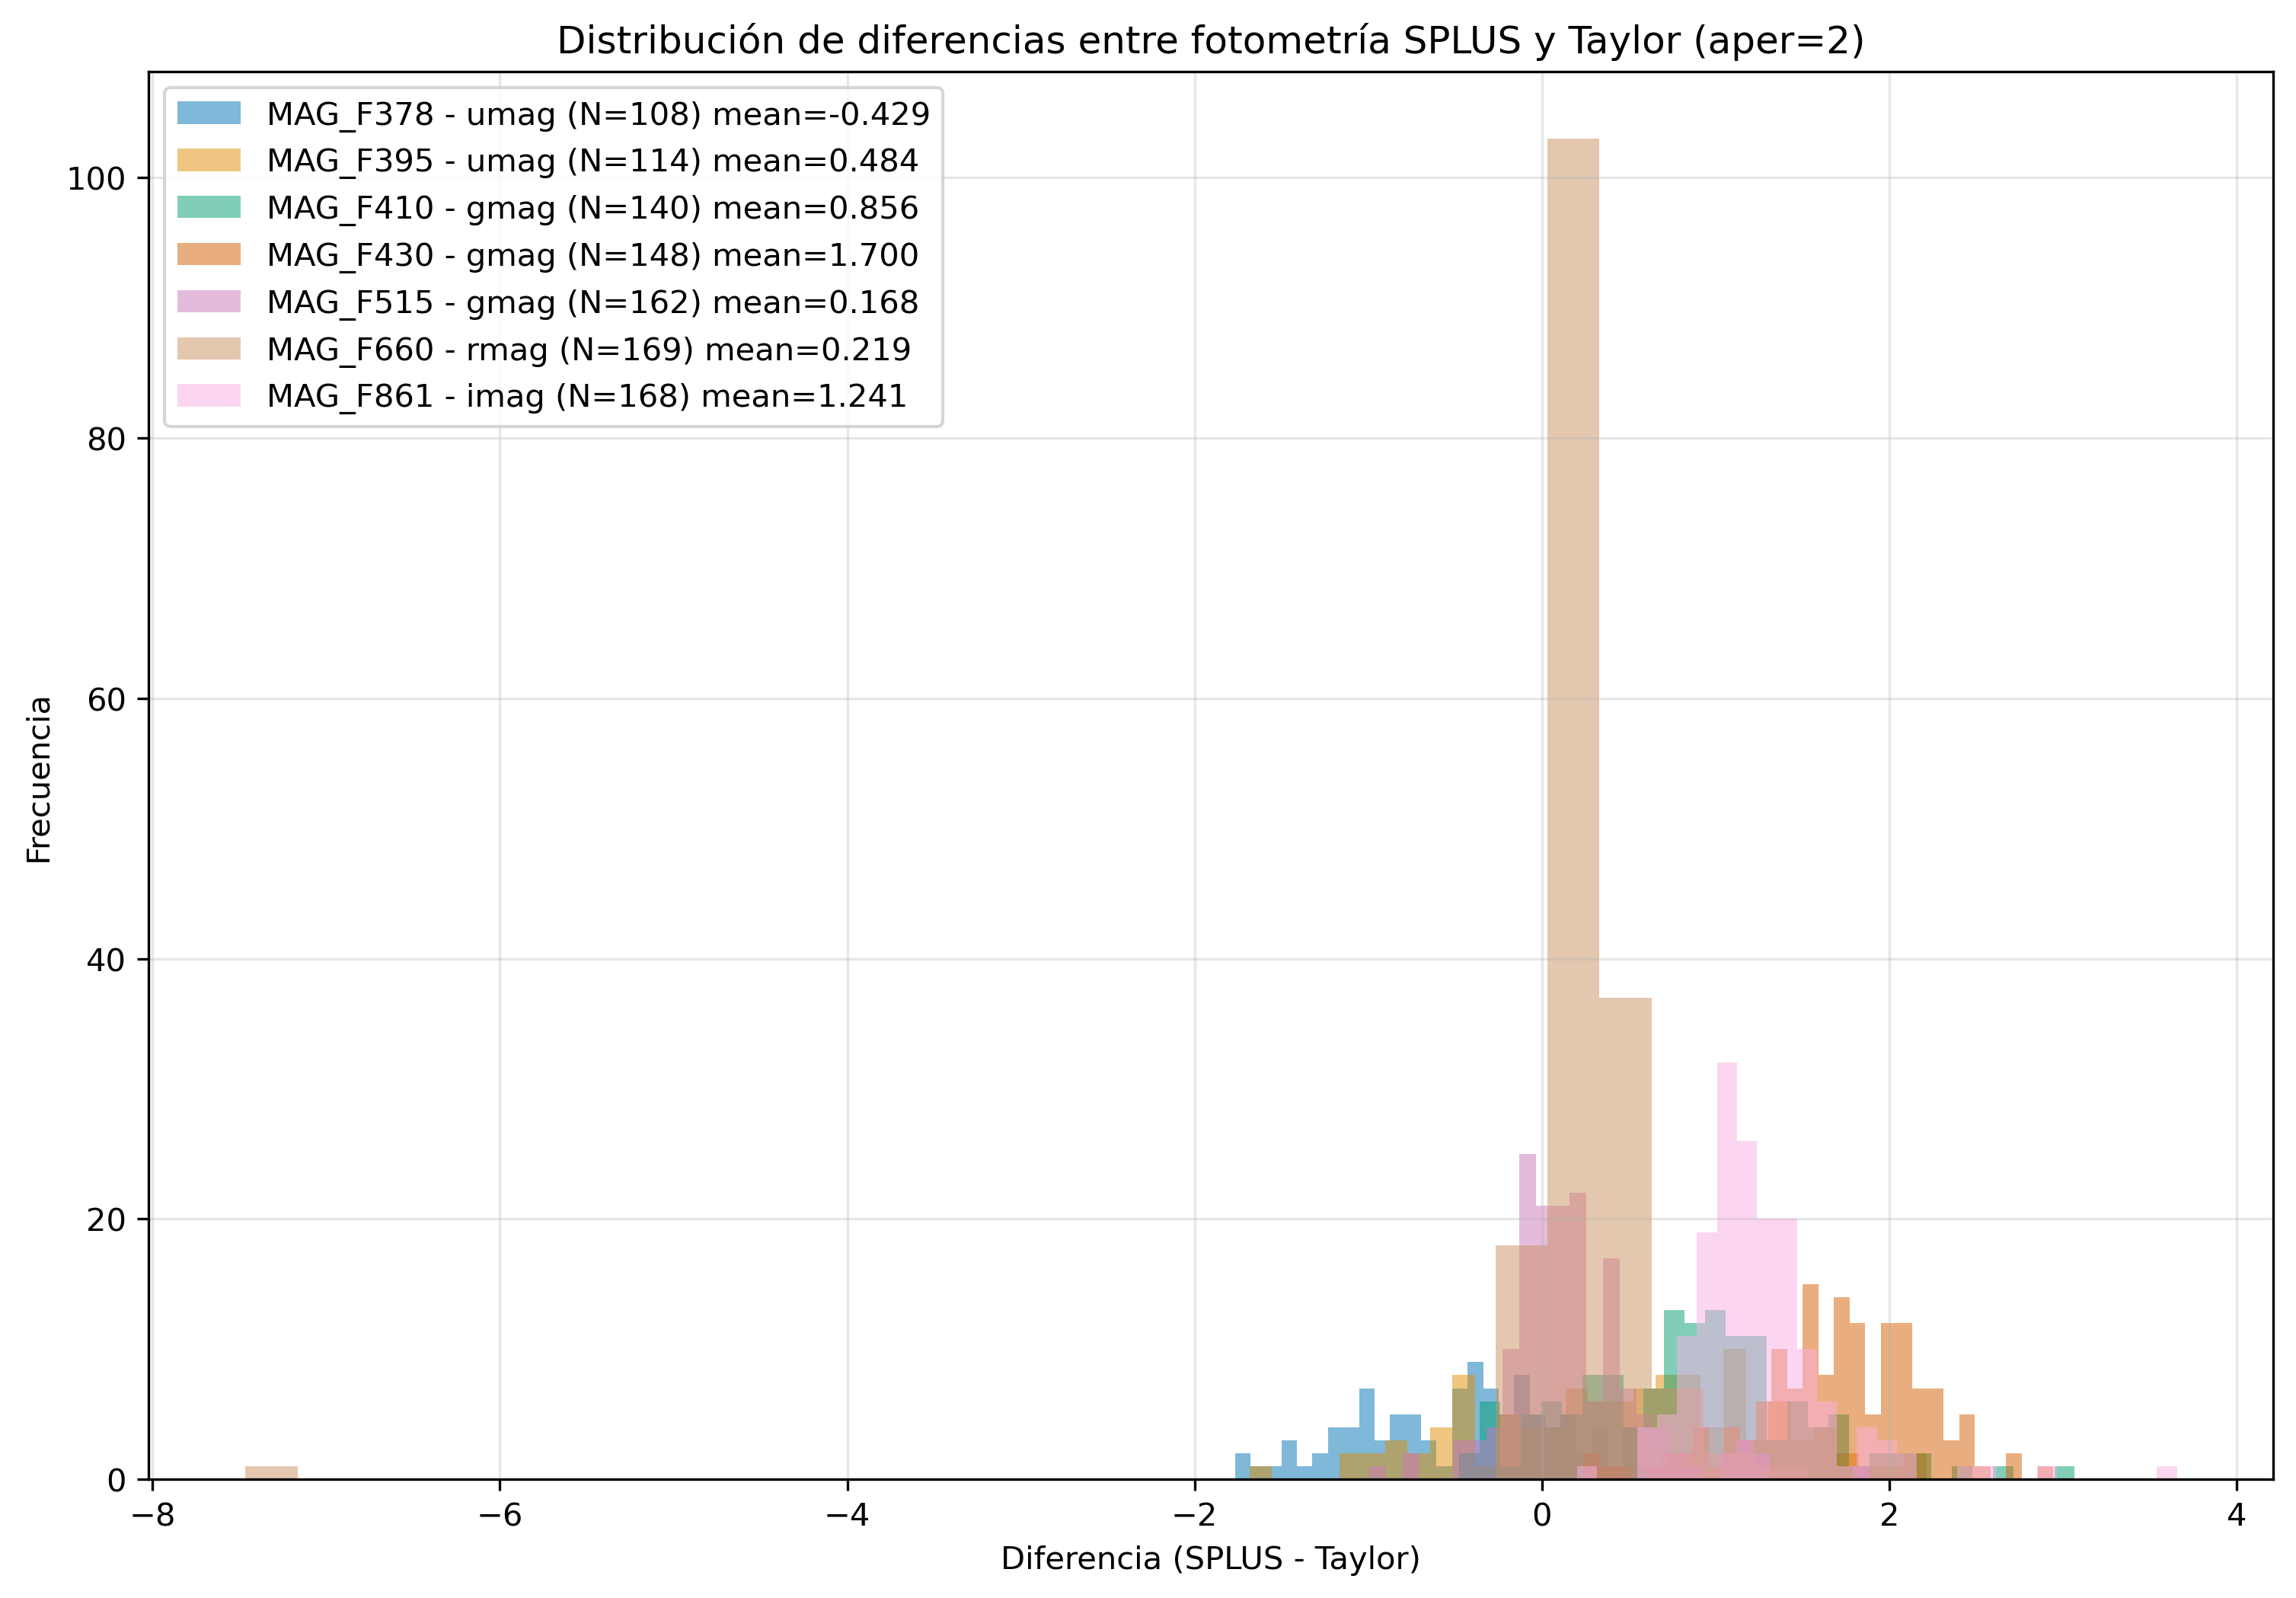 Distribución de diferencias entre fotometría SPLUS y Taylor (aper=2)
MAG_F378 - umag (N=108) mean=-0.429
MAG_F395 - umag (N=114) mean=0.484
MAG_F410 - gmag (N=140) mean=0.856
MAG_F430 - gmag (N=148) mean=1.700
MAG_F515 - gmag (N=162) mean=0.168
MAG_F660 - rmag (N=169) mean=0.219
MAG_F861 - imag (N=168) mean=1.241
100
80
60
40
20
0
Frecuencia
−8 −6 −4 −2 0 2 4
Diferencia (SPLUS - Taylor)